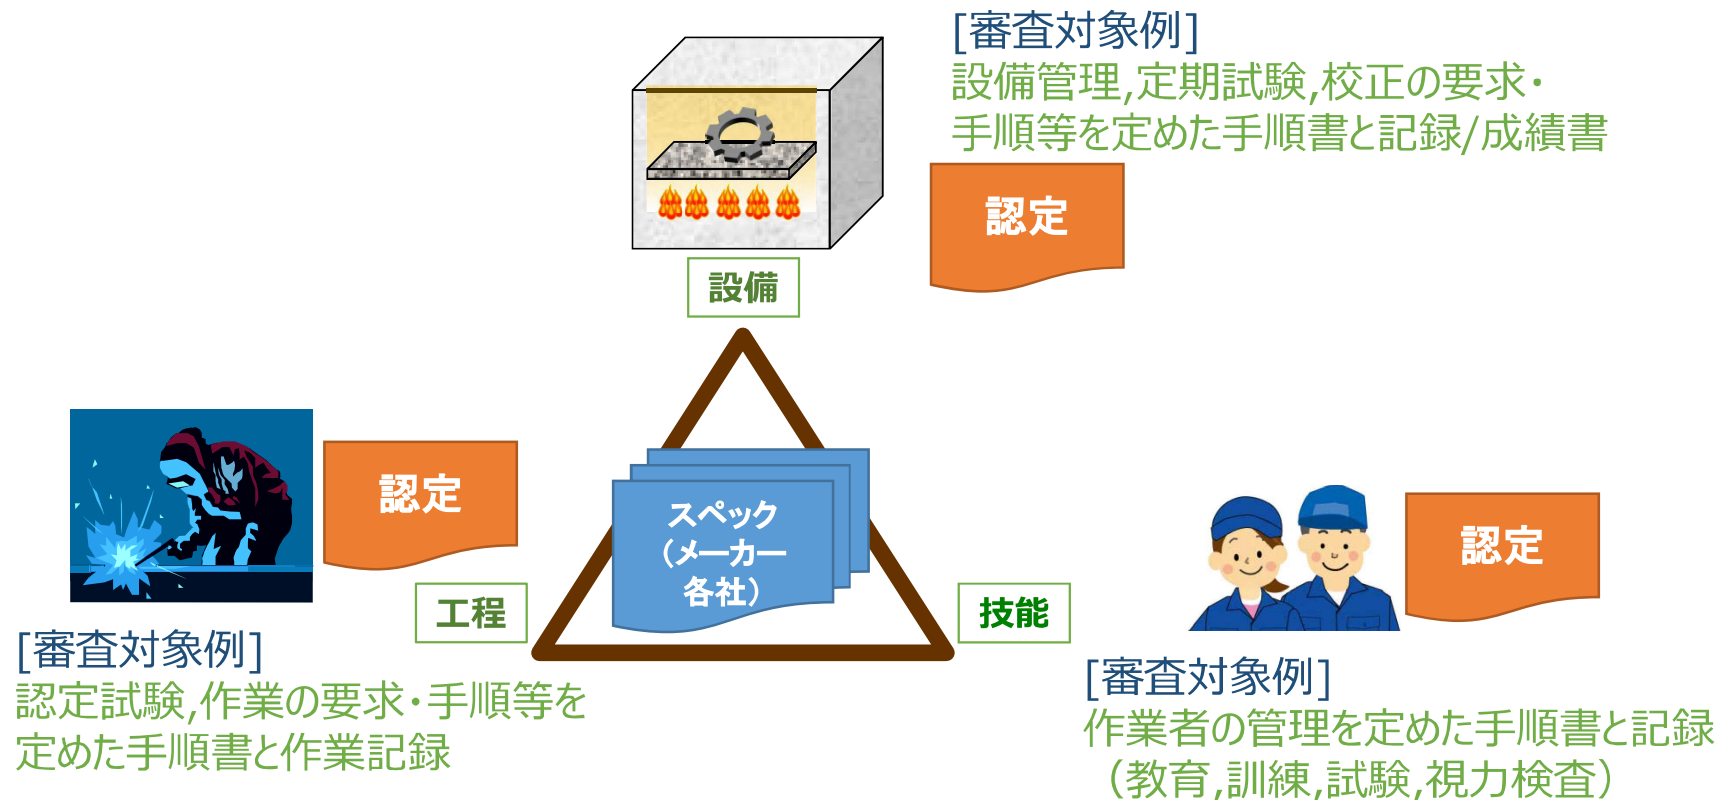 [審査対象例]
設備管理,定期試験,校正の要求・
手順等を定めた手順書と記録/成績書
認定
設備
認定
スペック
(メーカー
各社)
工程
技能
認定
[審査対象例]
認定試験,作業の要求・手順等を
定めた手順書と作業記録
[審査対象例]
作業者の管理を定めた手順書と記録
（教育,訓練,試験,視力検査）